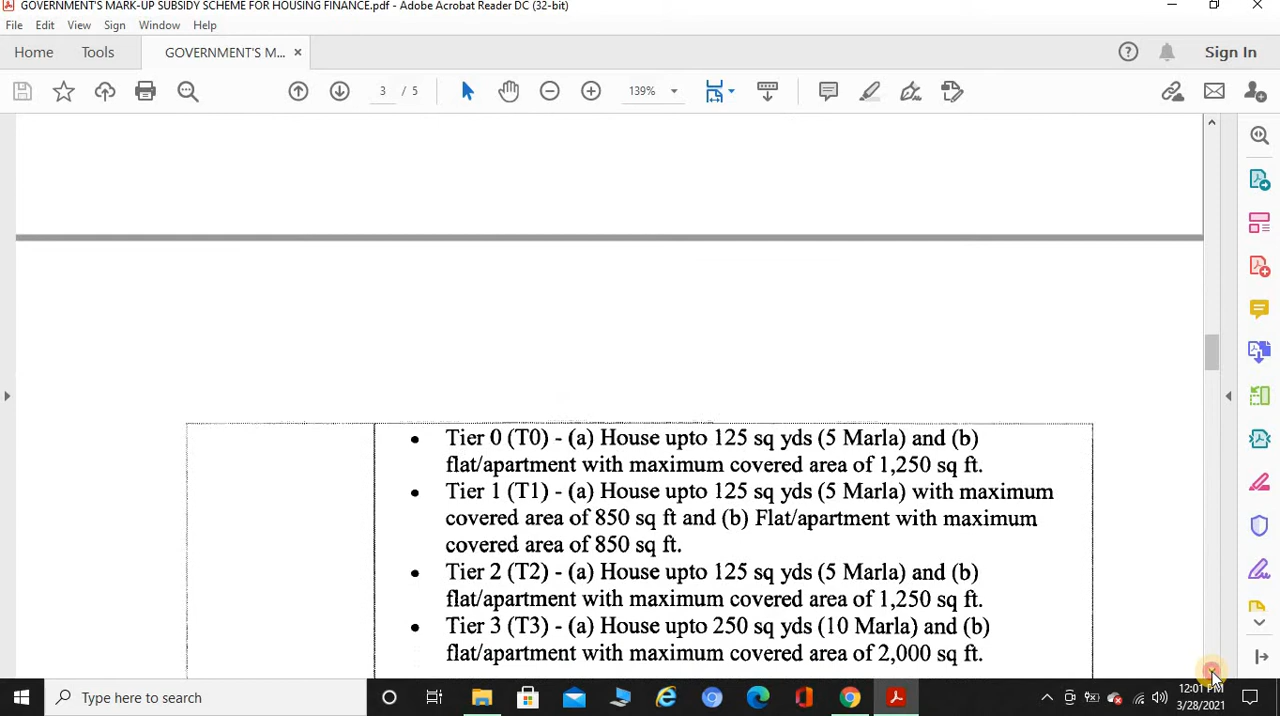 GOVERNMENT'S MARK-UP SUBSIDY SCHEME FOR HOUSING FINANCE.pdf - Adobe Acrobat Reader DC (32-bit)
File Edit View Sign Window Help
Home Tools GOVERNMENT'S M... × Sign In
3 / 5 139%
• Tier 0 (T0) - (a) House upto 125 sq yds (5 Marla) and (b)
flat/apartment with maximum covered area of 1,250 sq ft.
• Tier 1 (T1) - (a) House upto 125 sq yds (5 Marla) with maximum
covered area of 850 sq ft and (b) Flat/apartment with maximum
covered area of 850 sq ft.
• Tier 2 (T2) - (a) House upto 125 sq yds (5 Marla) and (b)
flat/apartment with maximum covered area of 1,250 sq ft.
• Tier 3 (T3) - (a) House upto 250 sq yds (10 Marla) and (b)
flat/apartment with maximum covered area of 2,000 sq ft.
Type here to search
12:01 PM
3/28/2021